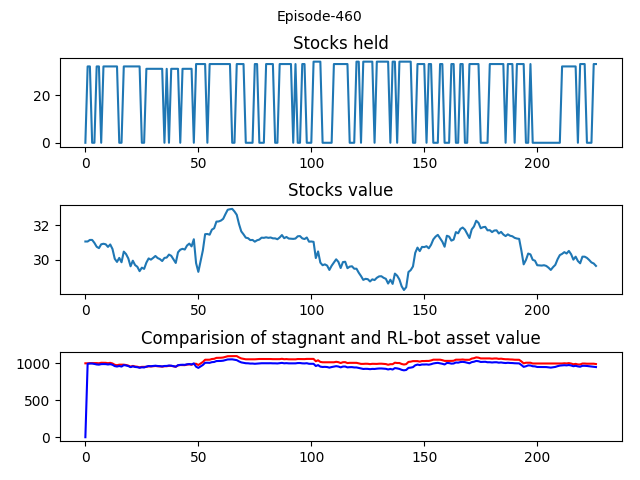 Episode-460
Stocks held
20
0
0 50 100 150 200
Stocks value
32
30
0 50 100 150 200
Comparision of stagnant and RL-bot asset value
1000
500
0
0 50 100 150 200